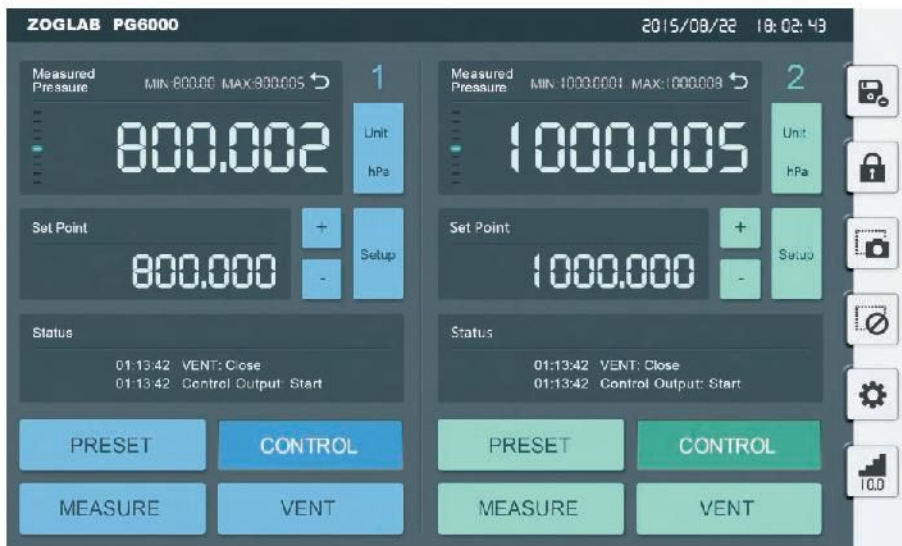 ZOGLAB PG6000
2015/08/22 18:02:43
Measured Pressure
MIN:800.00 MAX:800.005
1
800.002
Unit
hPa
Set Point
+
800.000
-
Setup
Status
01:13:42 VENT: Close
01:13:42 Control Output: Start
PRESET
CONTROL
MEASURE
VENT
Measured Pressure
MIN:1000.0001 MAX:1000.009
2
1000.005
Unit
hPa
Set Point
+
1000.000
-
Setup
Status
01:13:42 VENT: Close
01:13:42 Control Output: Start
PRESET
CONTROL
MEASURE
VENT
10.0